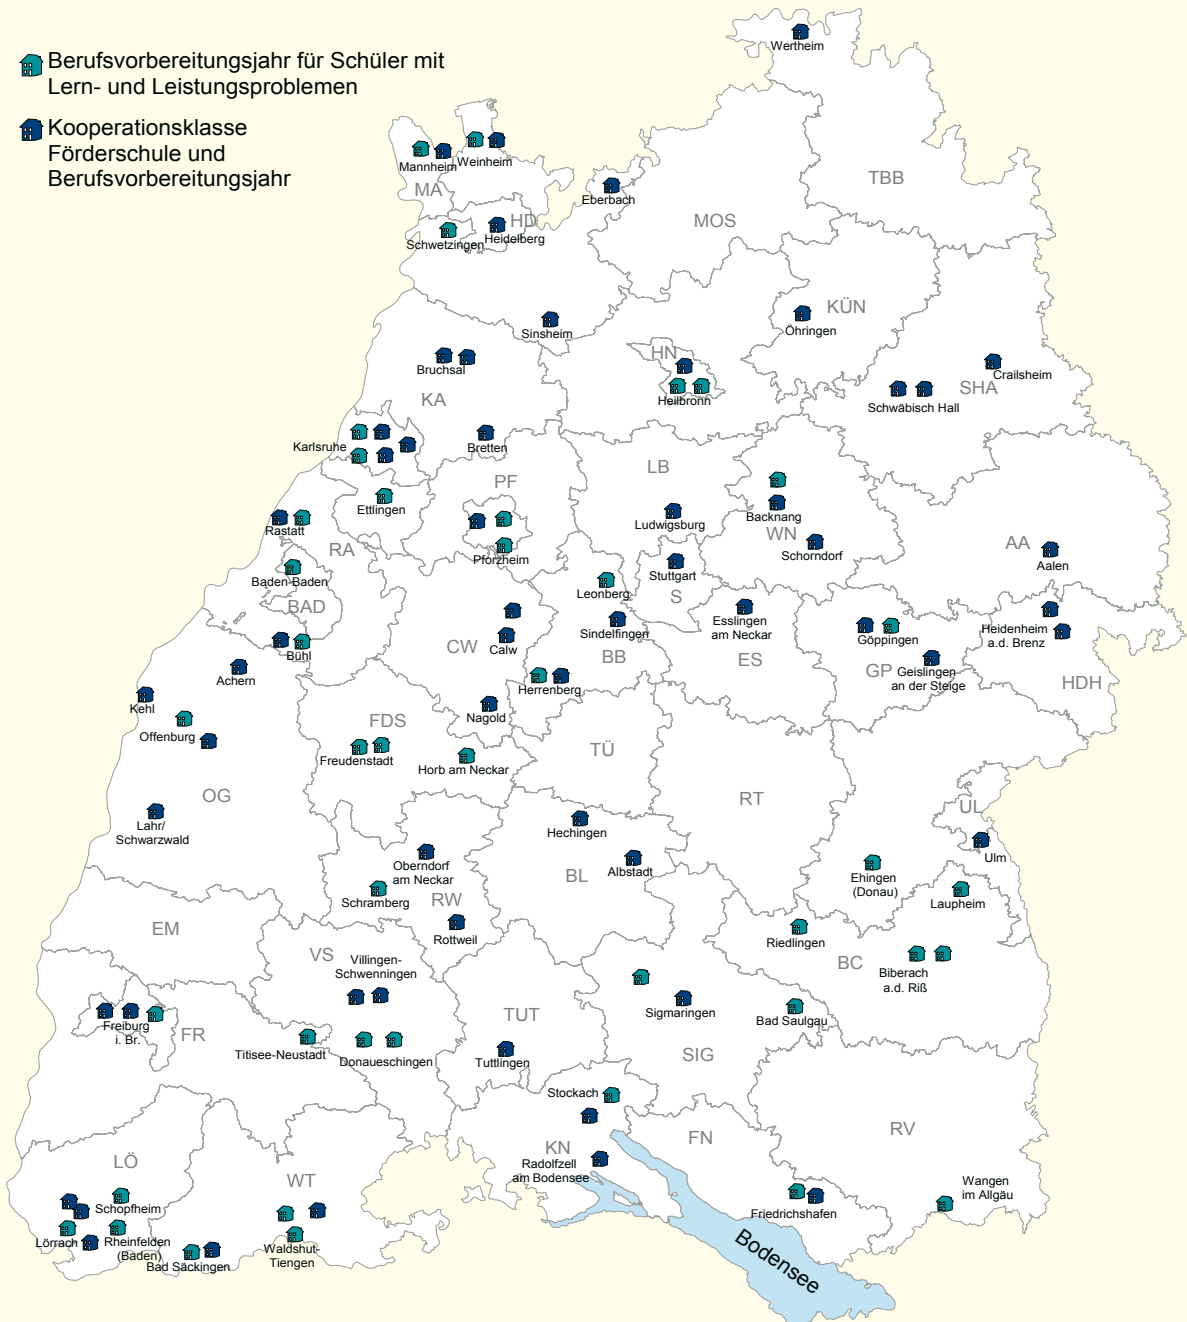 Berufsvorbereitungsjahr für Schüler mit
Lern- und Leistungsproblemen
Kooperationsklasse
Förderschule und
Berufsvorbereitungsjahr
Wertheim
Mannheim
Weinheim
MA
TBB
Eberbach
HD
MOS
Schwetzingen
Heidelberg
Sinsheim
KÜN
Öhringen
HN
Bruchsal
Crailsheim
SHA
Heilbronn
KA
Schwäbisch Hall
Karlsruhe
Bretten
LB
PF
Ettlingen
Backnang
Ludwigsburg
Rastatt
WN
Schorndorf
RA
Pforzheim
AA
Aalen
Stuttgart
Baden-Baden
Leonberg
S
BAD
Esslingen
am Neckar
Sindelfingen
Heidenheim
a.d. Brenz
Göppingen
CW
Calw
Bühl
BB
ES
GP
Geislingen
an der Steige
HDH
Achern
Herrenberg
Kehl
Nagold
FDS
Offenburg
TÜ
Freudenstadt
Horb am Neckar
OG
RT
UL
Lahr/
Schwarzwald
Hechingen
Ulm
Oberndorf
am Neckar
Albstadt
BL
Ehingen
(Donau)
Schramberg
RW
Laupheim
EM
Rottweil
Riedlingen
VS
Villingen-
Schwenningen
BC
Biberach
a.d. Riß
Sigmaringen
TUT
Bad Saulgau
Freiburg
i. Br.
FR
Titisee-Neustadt
Donaueschingen
Tuttlingen
SIG
Stockach
RV
FN
KN
Radolfzell
am Bodensee
LÖ
WT
Wangen
im Allgäu
Schopfheim
Friedrichshafen
Lörrach
Rheinfelden
(Baden)
Waldshut-
Tiengen
Bad Säckingen
Bodensee